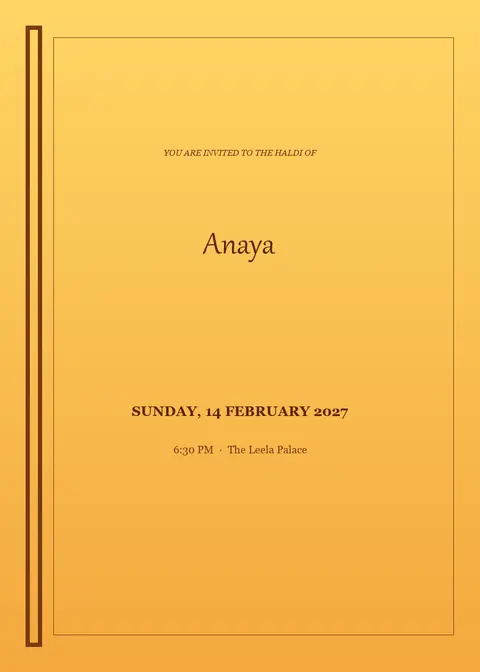 YOU ARE INVITED TO THE HALDI OF
Anaya
SUNDAY, 14 FEBRUARY 2027
6:30 PM · The Leela Palace